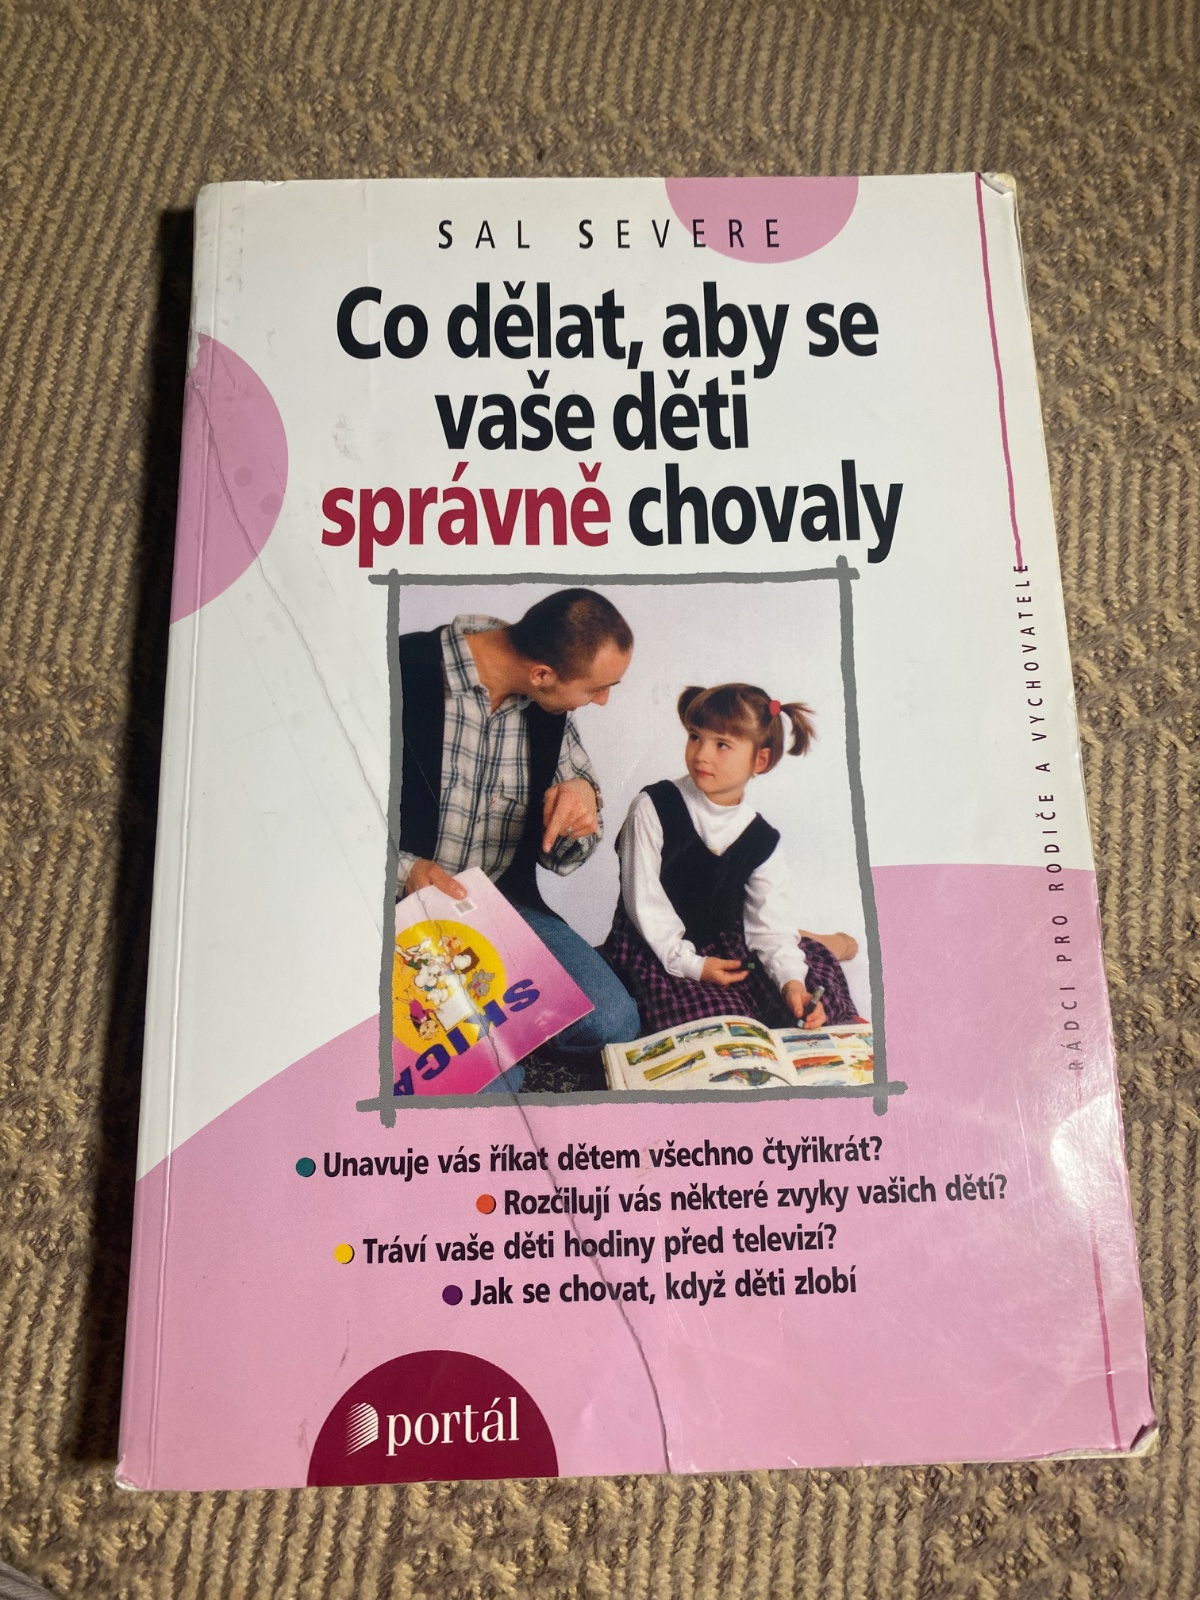 SAL SEVERE
Co dělat, aby se
vaše děti
správně chovaly
RÁDCI PRO RODIČE A VYCHOVATELE
SKICA
Unavuje vás říkat dětem všechno čtyřikrát?
Rozčilují vás některé zvyky vašich dětí?
Tráví vaše děti hodiny před televizí?
Jak se chovat, když děti zlobí
portál